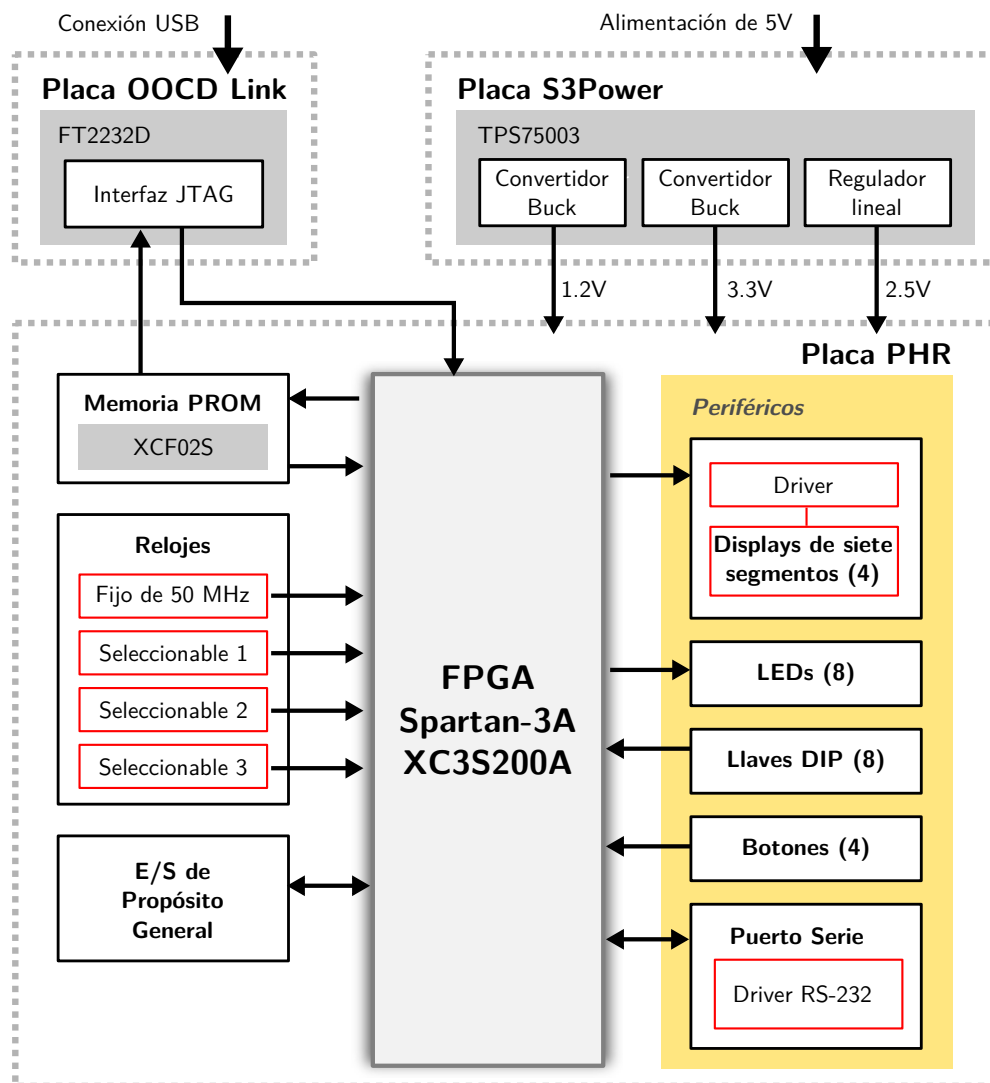 Conexión USB
Alimentación de 5V
Placa OOCD Link
FT2232D
Interfaz JTAG
Placa S3Power
TPS75003
Convertidor
Buck
Convertidor
Buck
Regulador
lineal
1.2V
3.3V
2.5V
Placa PHR
Memoria PROM
XCF02S
Relojes
Fijo de 50 MHz
Seleccionable 1
Seleccionable 2
Seleccionable 3
E/S de
Propósito
General
FPGA
Spartan-3A
XC3S200A
Periféricos
Driver
Displays de siete
segmentos (4)
LEDs (8)
Llaves DIP (8)
Botones (4)
Puerto Serie
Driver RS-232